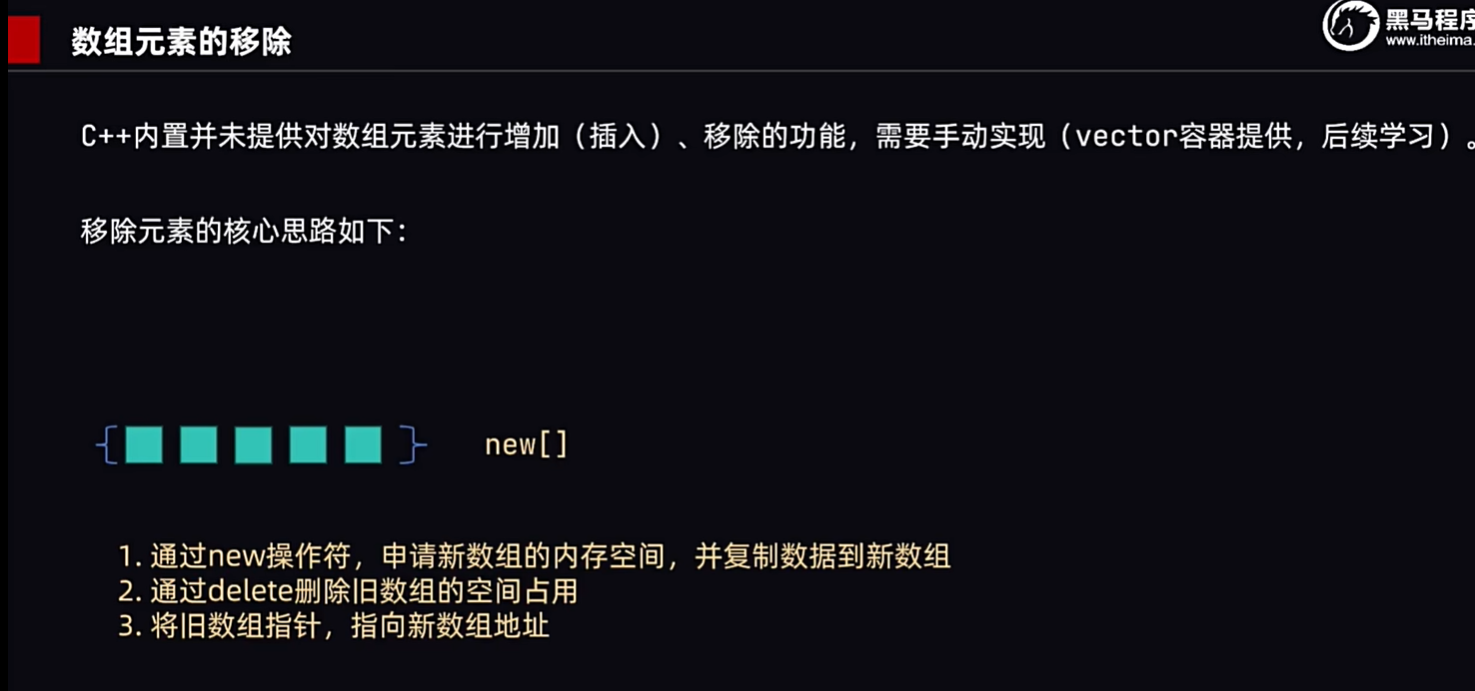 数组元素的移除
黑马程序
www.itheima.
C++内置并未提供对数组元素进行增加（插入）、移除的功能，需要手动实现（vector容器提供，后续学习）。
移除元素的核心思路如下：
new[]
1. 通过new操作符，申请新数组的内存空间，并复制数据到新数组
2. 通过delete删除旧数组的空间占用
3. 将旧数组指针，指向新数组地址